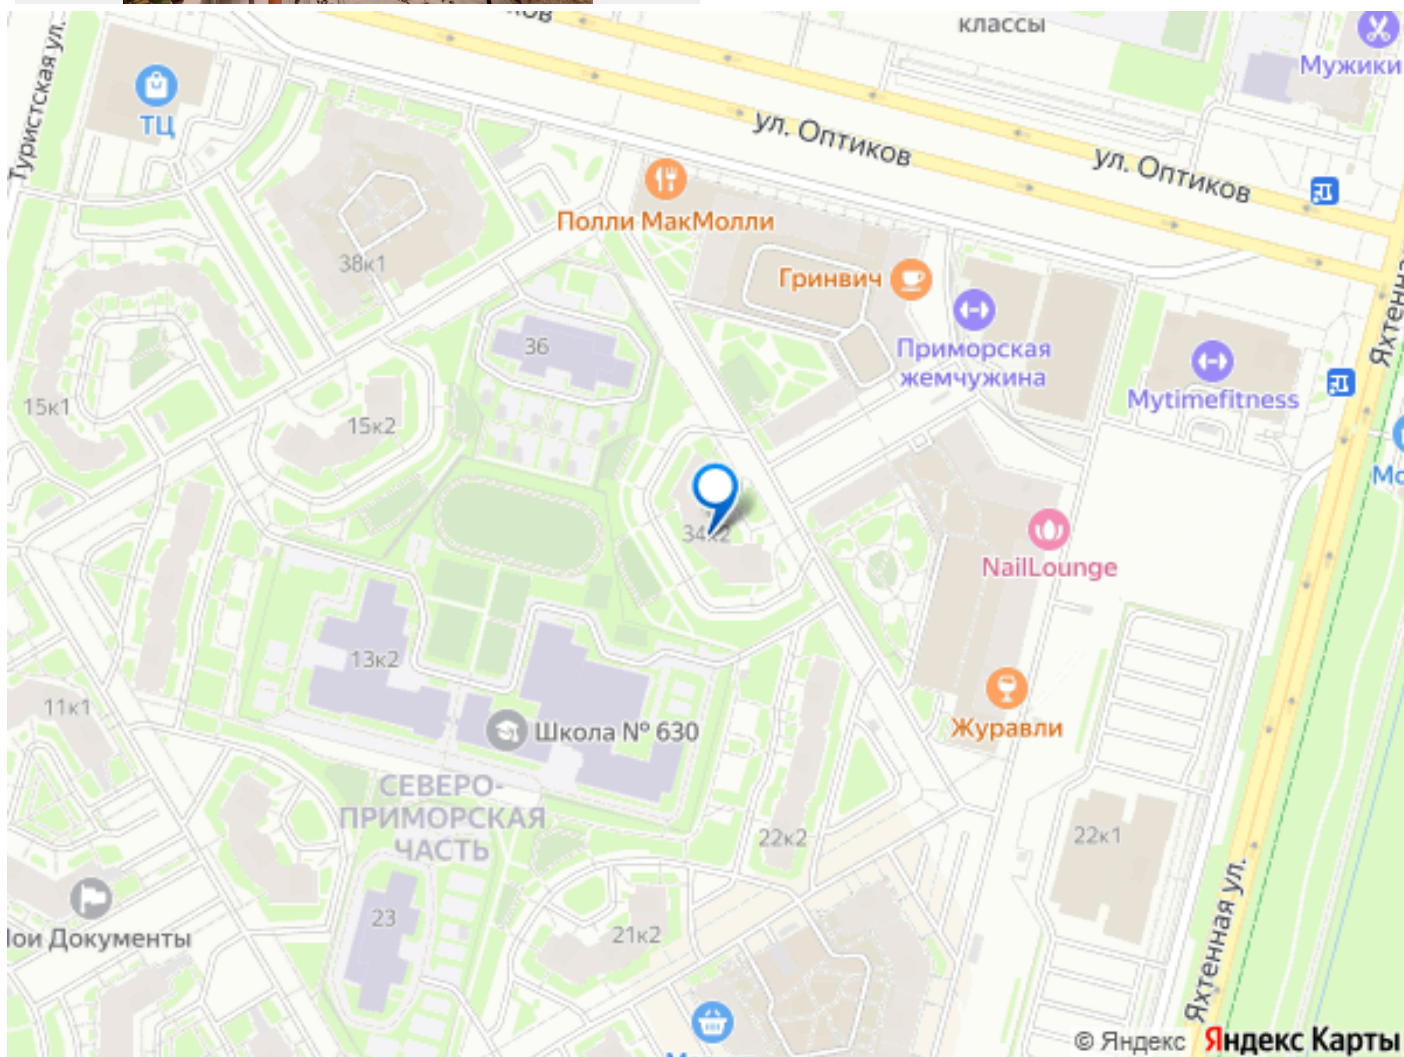 ков
классы
Мужики
Туристская ул.
ТЦ
ул. Оптиков
ул. Оптиков
Полли МакМолли
38к1
Гринвич
Яхтенная
36
Приморская
жемчужина
Mytimefitness
15к1
15к2
34к2
NailLounge
13к2
11к1
Школа № 630
Журавли
СЕВЕРО-
ПРИМОРСКАЯ
ЧАСТЬ
22к2
22к1
23
21к2
Мои Документы
Яхтенная ул.
© Яндекс Яндекс Карты